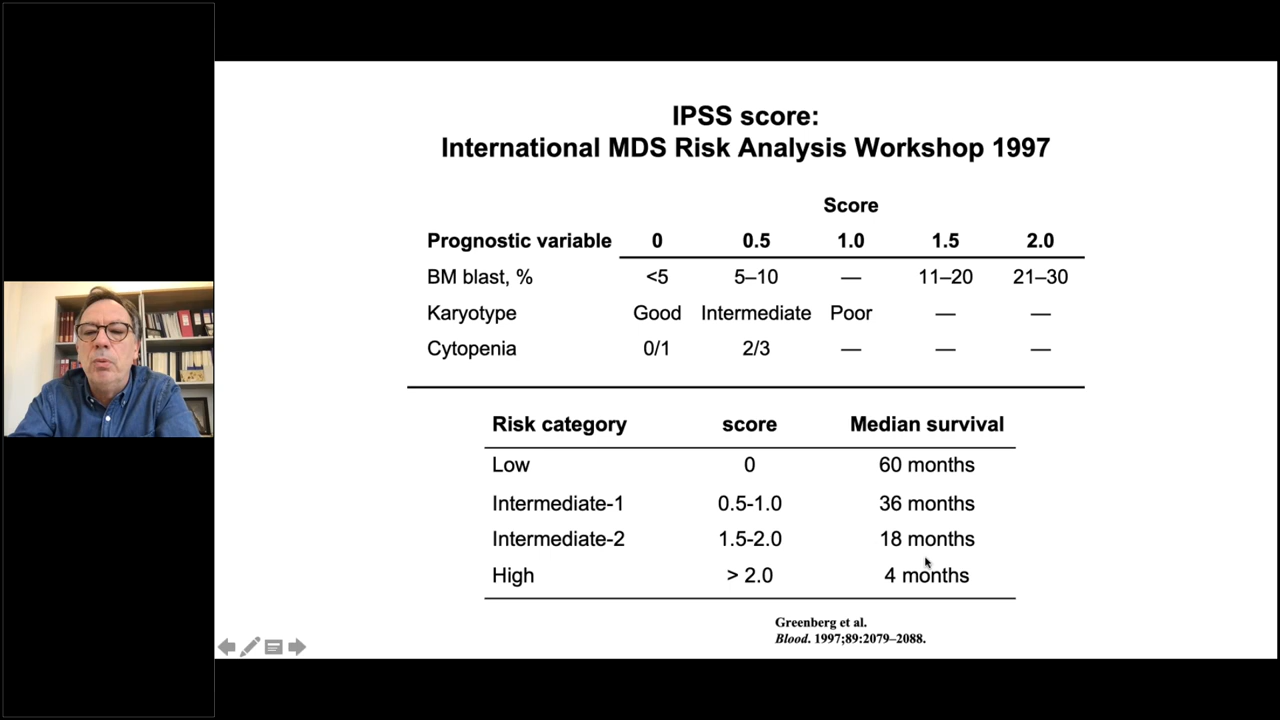 IPSS score:
International MDS Risk Analysis Workshop 1997
Score
Prognostic variable 0 0.5 1.0 1.5 2.0
BM blast, % <5 5–10 — 11–20 21–30
Karyotype Good Intermediate Poor — —
Cytopenia 0/1 2/3 — — —
Risk category score Median survival
Low 0 60 months
Intermediate-1 0.5-1.0 36 months
Intermediate-2 1.5-2.0 18 months
High > 2.0 4 months
Greenberg et al.
Blood. 1997;89:2079–2088.